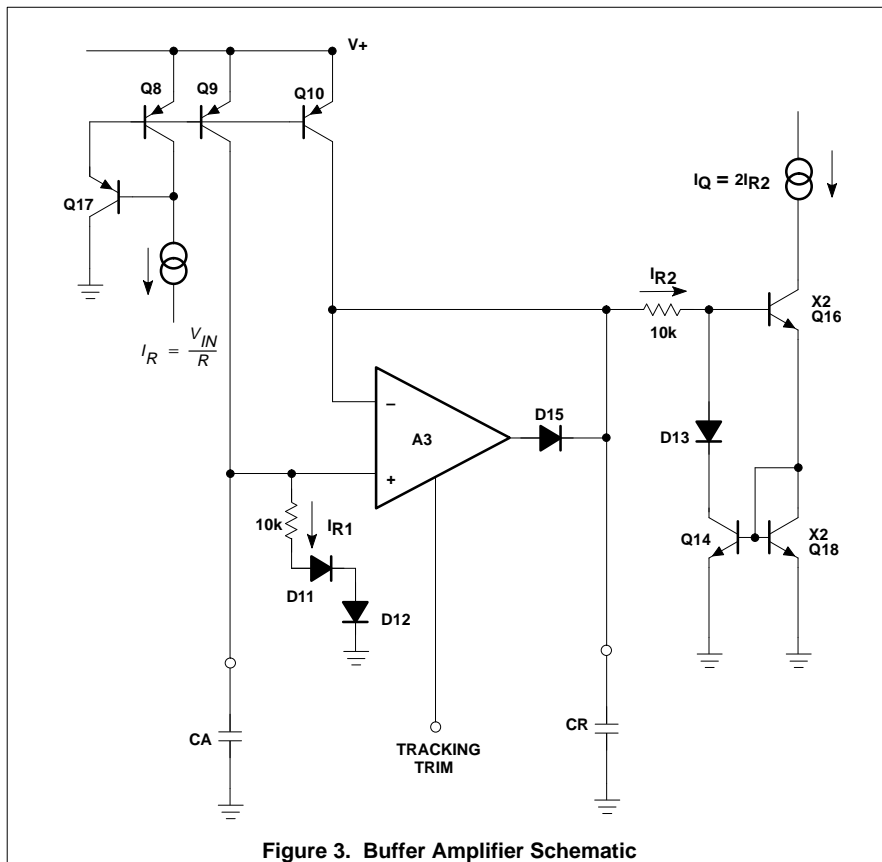 V+
Q8
Q9
Q10
Q17
I_R = V_IN/R
I_Q = 2I_R2
I_R2
10k
X2
Q16
D15
A3
−
+
D13
10k
I_R1
D11
D12
Q14
X2
Q18
CA
TRACKING
TRIM
CR
Figure 3. Buffer Amplifier Schematic